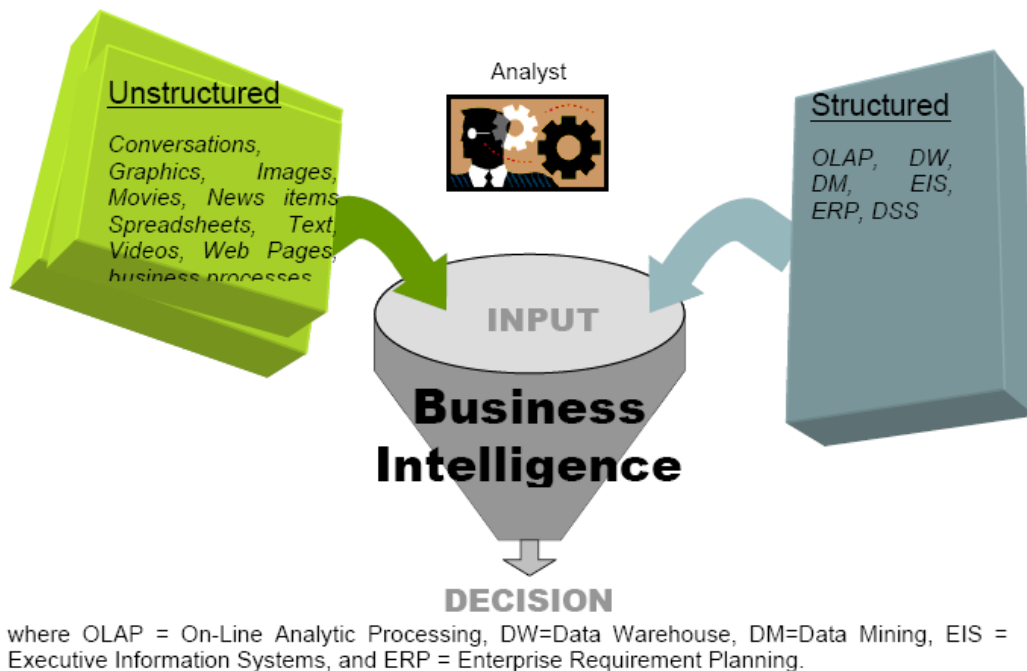 Analyst
Unstructured
Conversations,
Graphics, Images,
Movies, News items
Spreadsheets, Text,
Videos, Web Pages,
business processes
Structured
OLAP, DW,
DM, EIS,
ERP, DSS
INPUT
Business
Intelligence
DECISION
where OLAP = On-Line Analytic Processing, DW=Data Warehouse, DM=Data Mining, EIS =
Executive Information Systems, and ERP = Enterprise Requirement Planning.